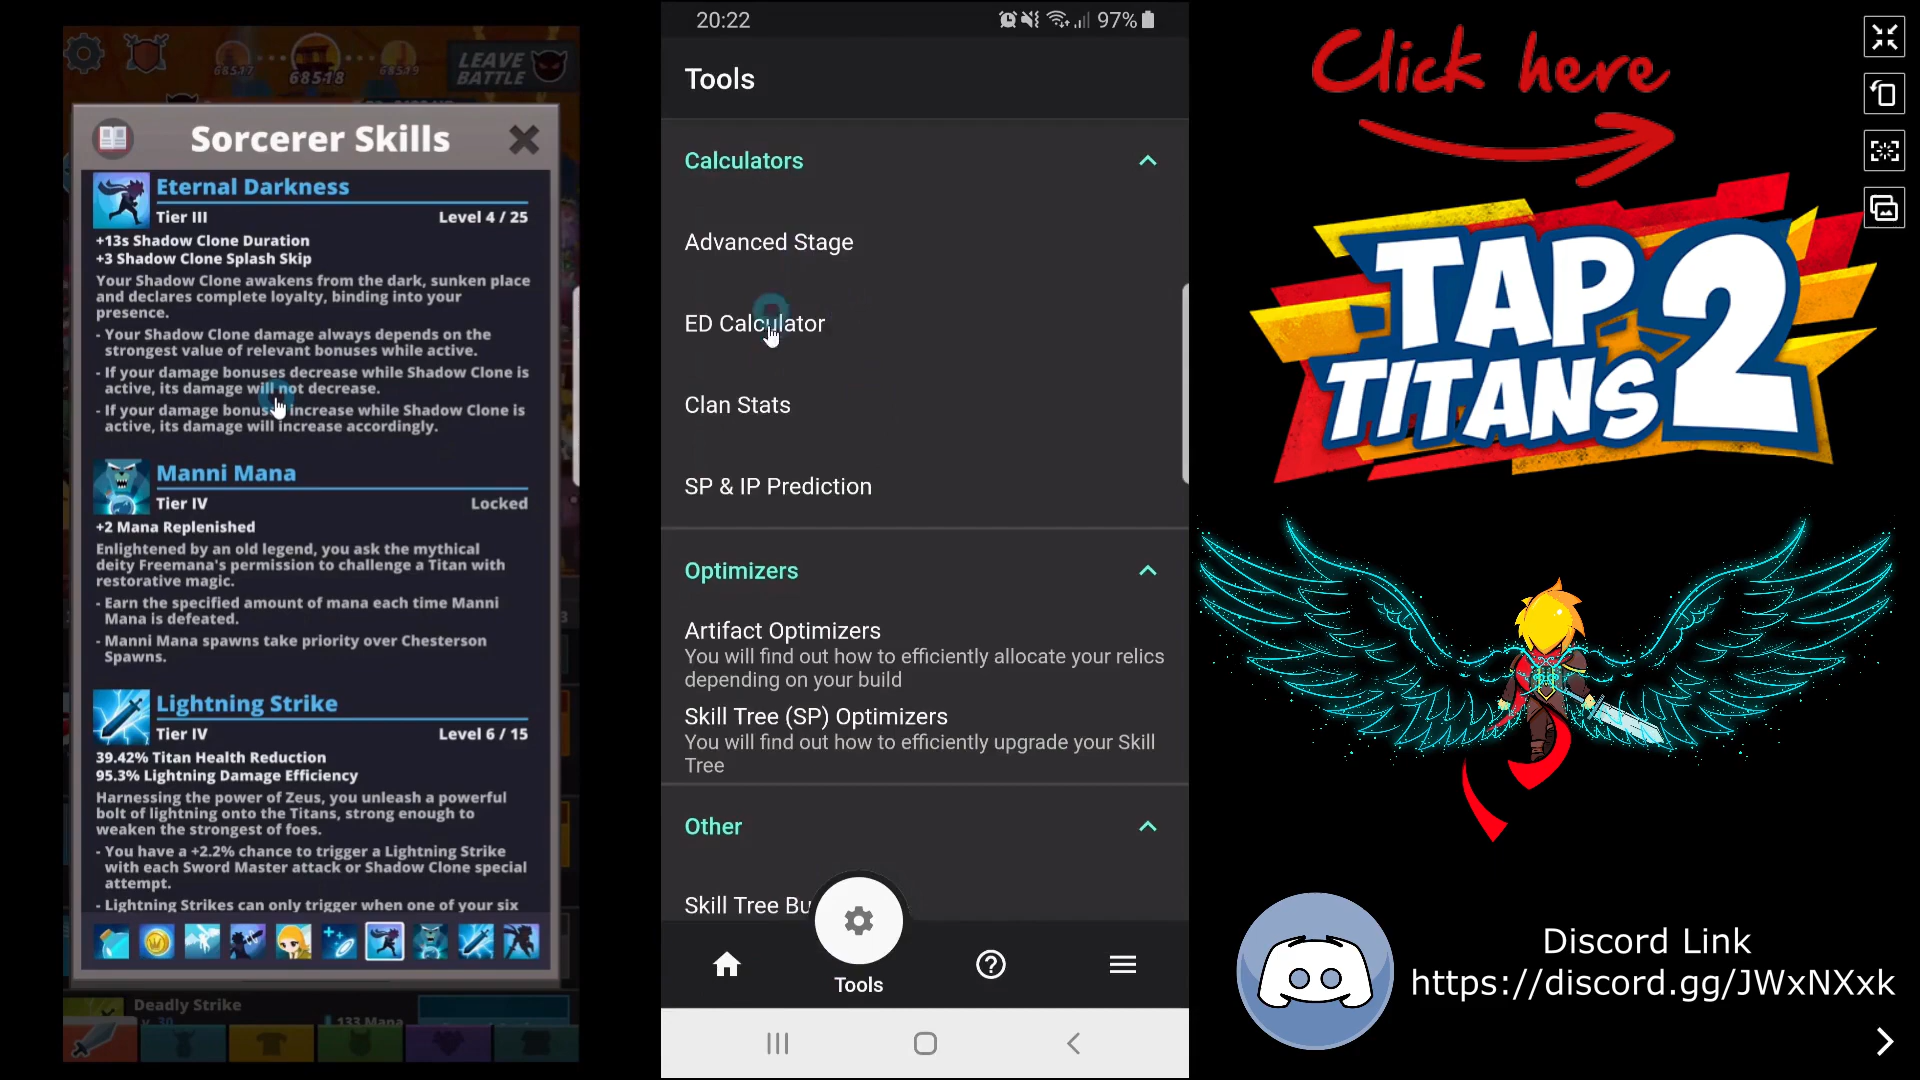 LEAVE
BATTLE
68517
68518
68519
Sorcerer Skills
Eternal Darkness
Tier III Level 4 / 25
+13s Shadow Clone Duration
+3 Shadow Clone Splash Skip
Your Shadow Clone awakens from the dark, sunken place
and declares complete loyalty, binding into your
presence.
- Your Shadow Clone damage always depends on the
strongest value of relevant bonuses while active.
- If your damage bonuses decrease while Shadow Clone is
active, its damage will not decrease.
- If your damage bonus increase while Shadow Clone is
active, its damage will increase accordingly.
Manni Mana
Tier IV Locked
+2 Mana Replenished
Enlightened by an old legend, you ask the mythical
deity Freemana's permission to challenge a Titan with
restorative magic.
- Earn the specified amount of mana each time Manni
Mana is defeated.
- Manni Mana spawns take priority over Chesterson
Spawns.
Lightning Strike
Tier IV Level 6 / 15
39.42% Titan Health Reduction
95.3% Lightning Damage Efficiency
Harnessing the power of Zeus, you unleash a powerful
bolt of lightning onto the Titans, strong enough to
weaken the strongest of foes.
- You have a +2.2% chance to trigger a Lightning Strike
with each Sword Master attack or Shadow Clone special
attempt.
- Lightning Strikes can only trigger when one of your six
Deadly Strike
133 Mana
20:22 97%
Tools
Calculators
Advanced Stage
ED Calculator
Clan Stats
SP & IP Prediction
Optimizers
Artifact Optimizers
You will find out how to efficiently allocate your relics
depending on your build
Skill Tree (SP) Optimizers
You will find out how to efficiently upgrade your Skill
Tree
Other
Skill Tree Bu
Tools
Click here
TAP
TITANS 2
Discord Link
https://discord.gg/JWxNXxk